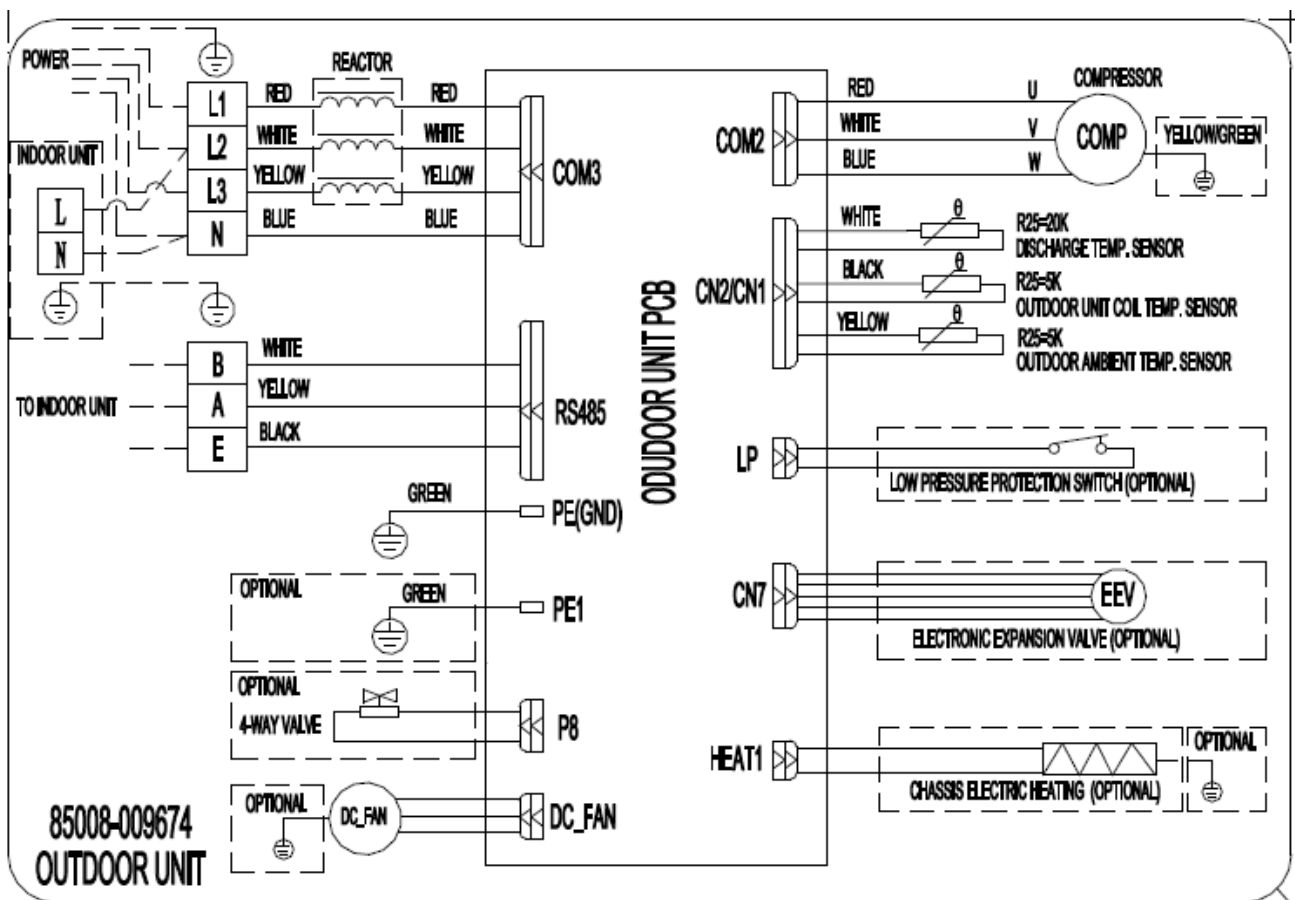 POWER
REACTOR
L1
RED
RED
L2
WHITE
WHITE
L3
YELLOW
YELLOW
N
BLUE
BLUE
COM3
INDOOR UNIT
L
N
B
WHITE
A
YELLOW
E
BLACK
TO INDOOR UNIT
RS485
GREEN
PE(GND)
OPTIONAL
GREEN
PE1
OPTIONAL
4-WAY VALVE
P8
OPTIONAL
DC_FAN
DC_FAN
85008-009674
OUTDOOR UNIT
ODUDOOR UNIT PCB
COM2
RED
U
WHITE
V
BLUE
W
COMPRESSOR
COMP
YELLOW/GREEN
CN2/CN1
WHITE
θ
R25=20K
DISCHARGE TEMP. SENSOR
BLACK
θ
R25=5K
OUTDOOR UNIT COIL TEMP. SENSOR
YELLOW
θ
R25=5K
OUTDOOR AMBIENT TEMP. SENSOR
LP
LOW PRESSURE PROTECTION SWITCH (OPTIONAL)
CN7
EEV
ELECTRONIC EXPANSION VALVE (OPTIONAL)
HEAT1
CHASSIS ELECTRIC HEATING (OPTIONAL)
OPTIONAL